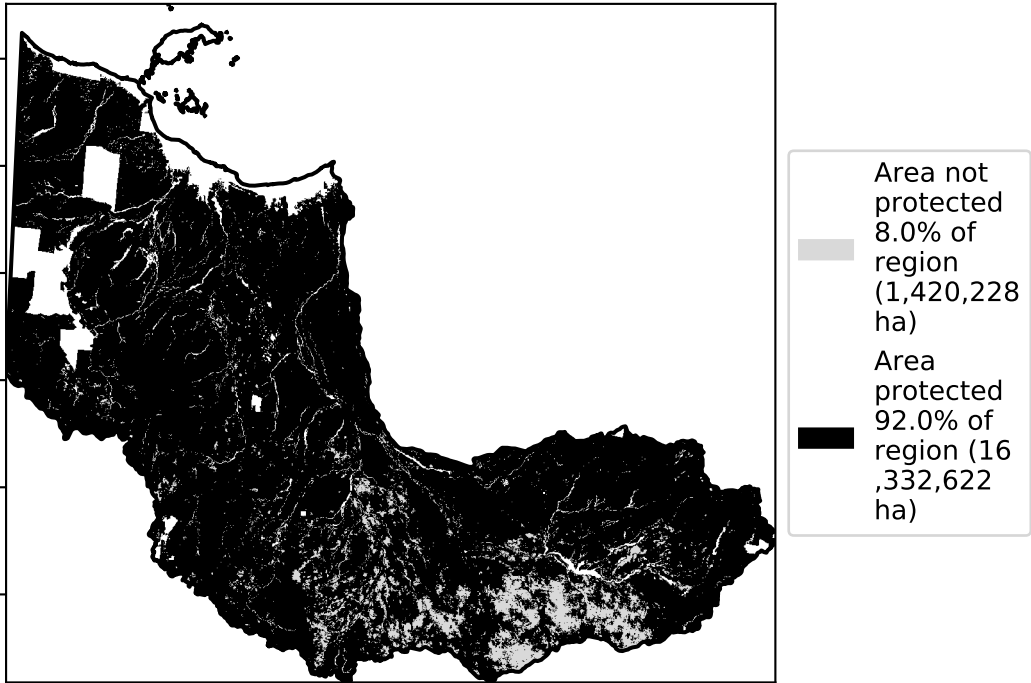 Area not
protected
8.0% of
region
(1,420,228
ha)
Area
protected
92.0% of
region (16
,332,622
ha)